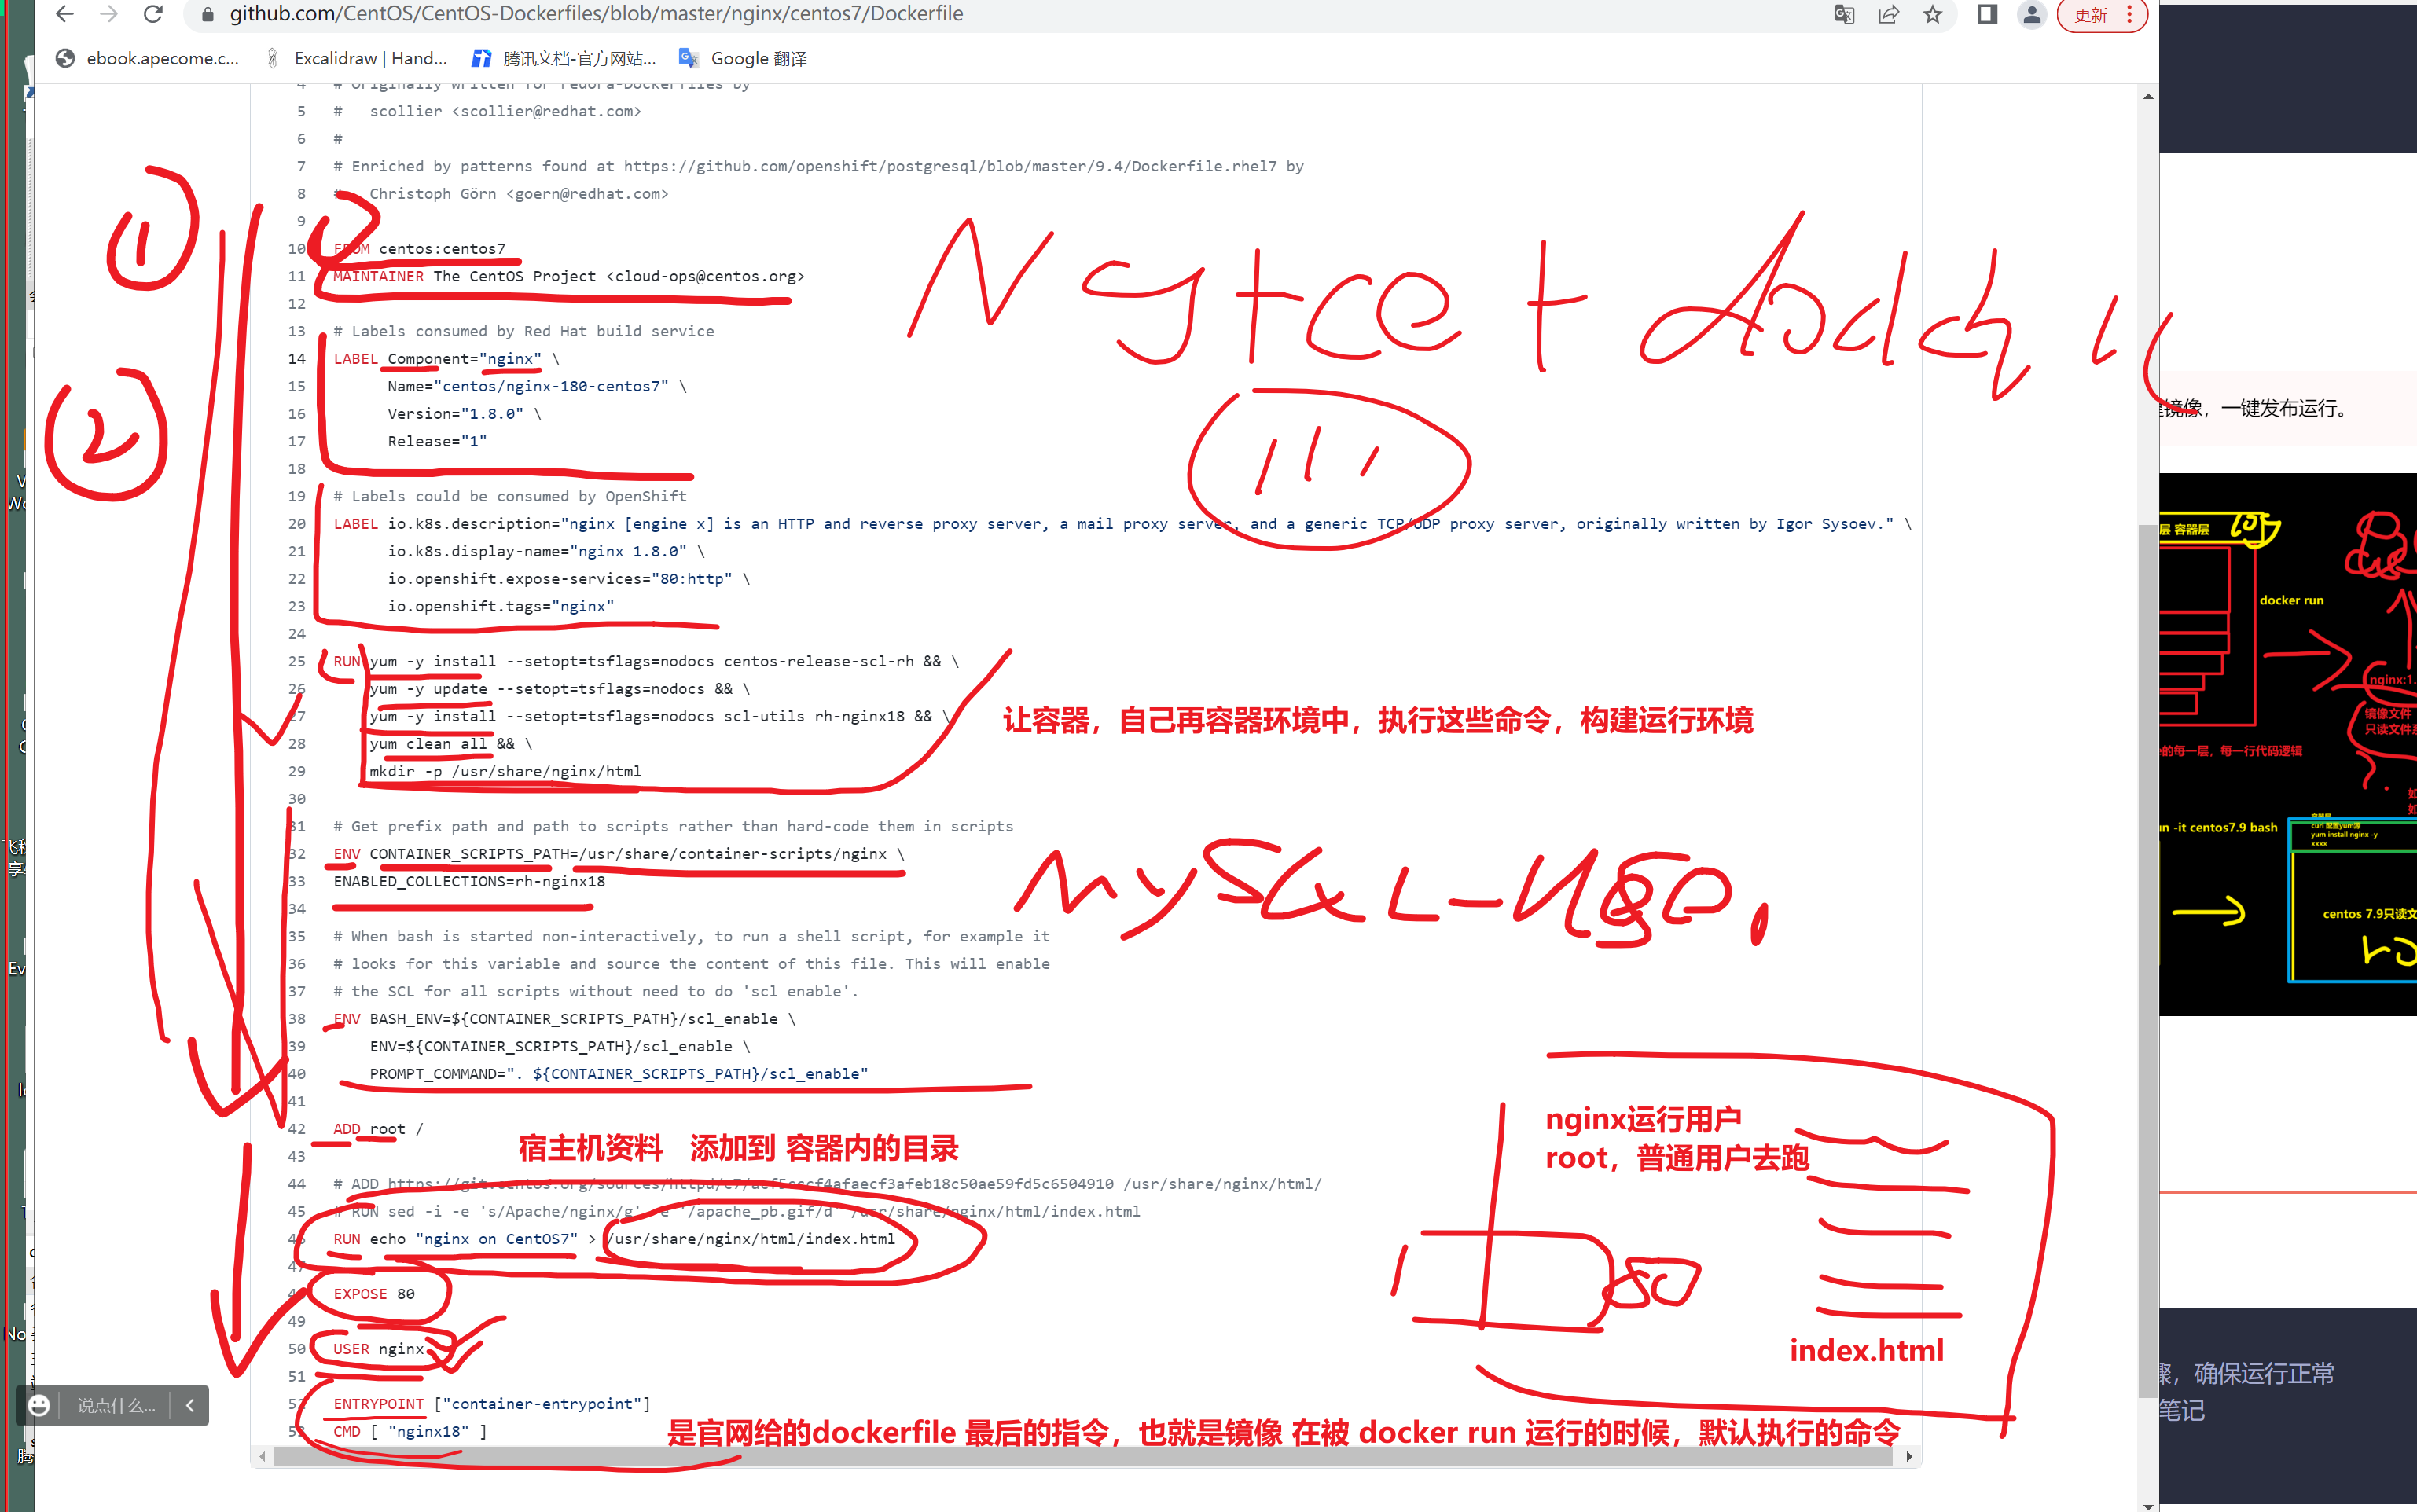 github.com/CentOS/CentOS-Dockerfiles/blob/master/nginx/centos7/Dockerfile
更新
ebook.apecome.c...
Excalidraw | Hand...
腾讯文档-官方网站...
Google 翻译
4 # Originally written for Fedora-Dockerfiles by
5 # scollier <scollier@redhat.com>
6 #
7 # Enriched by patterns found at https://github.com/openshift/postgresql/blob/master/9.4/Dockerfile.rhel7 by
8 # Christoph Görn <goern@redhat.com>
9
10 FROM centos:centos7
11 MAINTAINER The CentOS Project <cloud-ops@centos.org>
12
13 # Labels consumed by Red Hat build service
14 LABEL Component="nginx" \
15 Name="centos/nginx-180-centos7" \
16 Version="1.8.0" \
17 Release="1"
18
19 # Labels could be consumed by OpenShift
20 LABEL io.k8s.description="nginx [engine x] is an HTTP and reverse proxy server, a mail proxy server, and a generic TCP/UDP proxy server, originally written by Igor Sysoev." \
21 io.k8s.display-name="nginx 1.8.0" \
22 io.openshift.expose-services="80:http" \
23 io.openshift.tags="nginx"
24
25 RUN yum -y install --setopt=tsflags=nodocs centos-release-scl-rh && \
26 yum -y update --setopt=tsflags=nodocs && \
27 yum -y install --setopt=tsflags=nodocs scl-utils rh-nginx18 && \
28 yum clean all && \
29 mkdir -p /usr/share/nginx/html
30
让容器，自己再容器环境中，执行这些命令，构建运行环境
31 # Get prefix path and path to scripts rather than hard-code them in scripts
32 ENV CONTAINER_SCRIPTS_PATH=/usr/share/container-scripts/nginx \
33 ENABLED_COLLECTIONS=rh-nginx18
34
35 # When bash is started non-interactively, to run a shell script, for example it
36 # looks for this variable and source the content of this file. This will enable
37 # the SCL for all scripts without need to do 'scl enable'.
38 ENV BASH_ENV=${CONTAINER_SCRIPTS_PATH}/scl_enable \
39 ENV=${CONTAINER_SCRIPTS_PATH}/scl_enable \
40 PROMPT_COMMAND=". ${CONTAINER_SCRIPTS_PATH}/scl_enable"
41
42 ADD root /
43
宿主机资料 添加到 容器内的目录
44 # ADD https://git.centos.org/sources/httpd/c7/acf5cccf4afaecf3afeb18c50ae59fd5c6504910 /usr/share/nginx/html/
45 # RUN sed -i -e 's/Apache/nginx/g' -e '/apache_pb.gif/d' /usr/share/nginx/html/index.html
46 RUN echo "nginx on CentOS7" > /usr/share/nginx/html/index.html
47
48 EXPOSE 80
49
50 USER nginx
51
52 ENTRYPOINT ["container-entrypoint"]
53 CMD [ "nginx18" ]
是官网给的dockerfile 最后的指令，也就是镜像 在被 docker run 运行的时候，默认执行的命令
nginx运行用户
root，普通用户去跑
80
index.html
1
2
说点什么...
镜像，一键发布运行。
层 容器层
docker run
nginx:1.
镜像文件
的每一层，每一行代码逻辑
un -it centos7.9 bash
容器层
curl 配置yum源
yum install nginx -y
xxxx
centos 7.9只读文
骤，确保运行正常
笔记